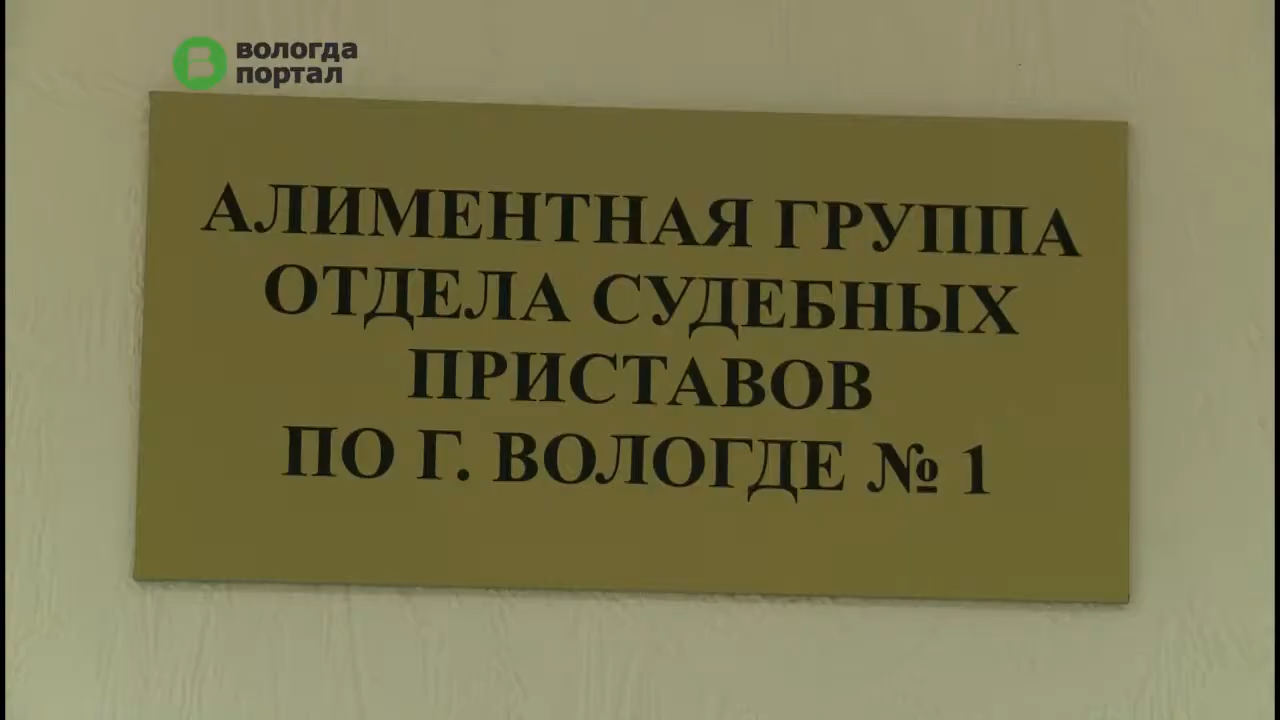 вологда
портал
АЛИМЕНТНАЯ ГРУППА
ОТДЕЛА СУДЕБНЫХ
ПРИСТАВОВ
ПО Г. ВОЛОГДЕ № 1